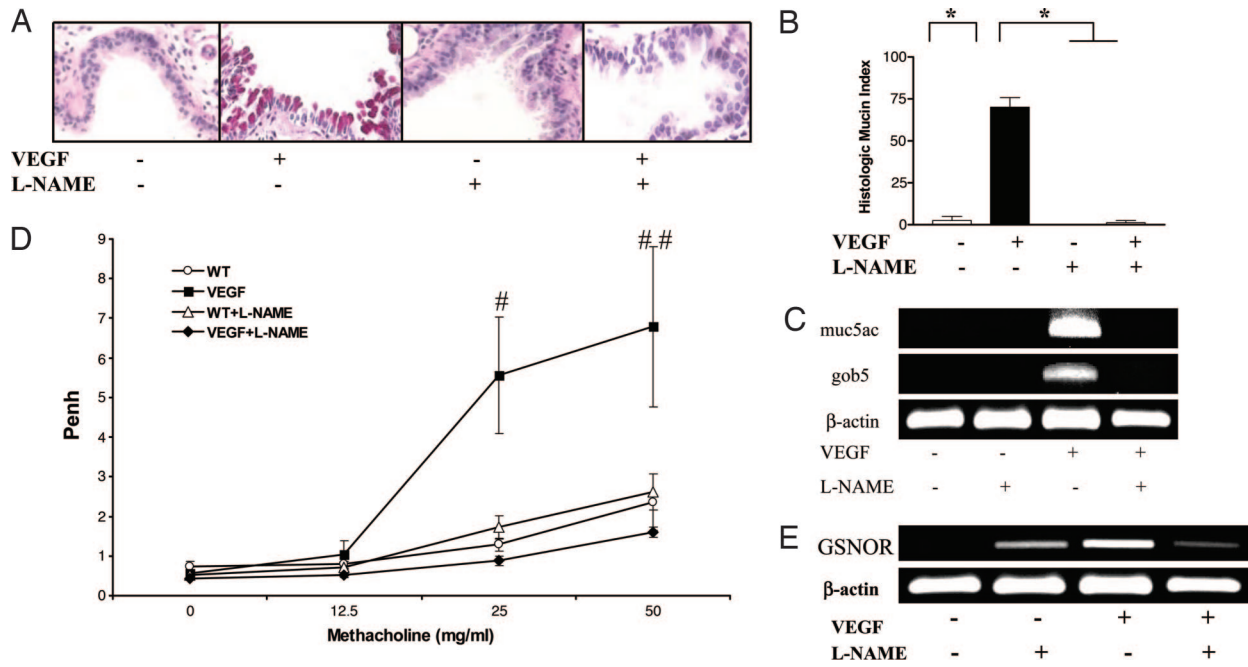 A
VEGF - + - +
L-NAME - - + +
B
* *
Histologic Mucin Index
100
75
50
25
0
VEGF - + - +
L-NAME - - + +
C
muc5ac
gob5
β-actin
VEGF - - + +
L-NAME - + - +
D
Penh
9
8
7
6
5
4
3
2
1
0
WT
VEGF
WT+L-NAME
VEGF+L-NAME
#
# #
0 12.5 25 50
Methacholine (mg/ml)
E
GSNOR
β-actin
VEGF - - + +
L-NAME - + - +